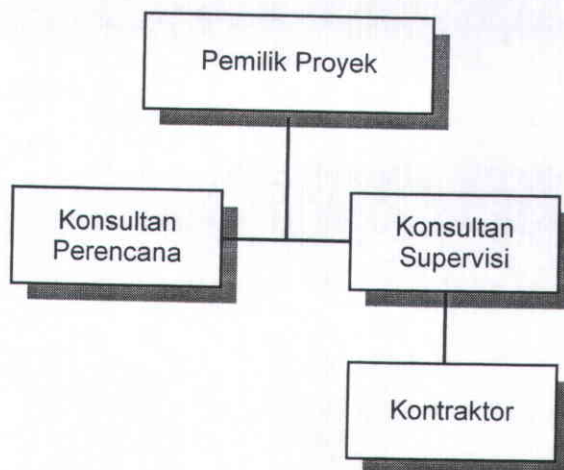 Pemilik Proyek
Konsultan
Perencana
Konsultan
Supervisi
Kontraktor